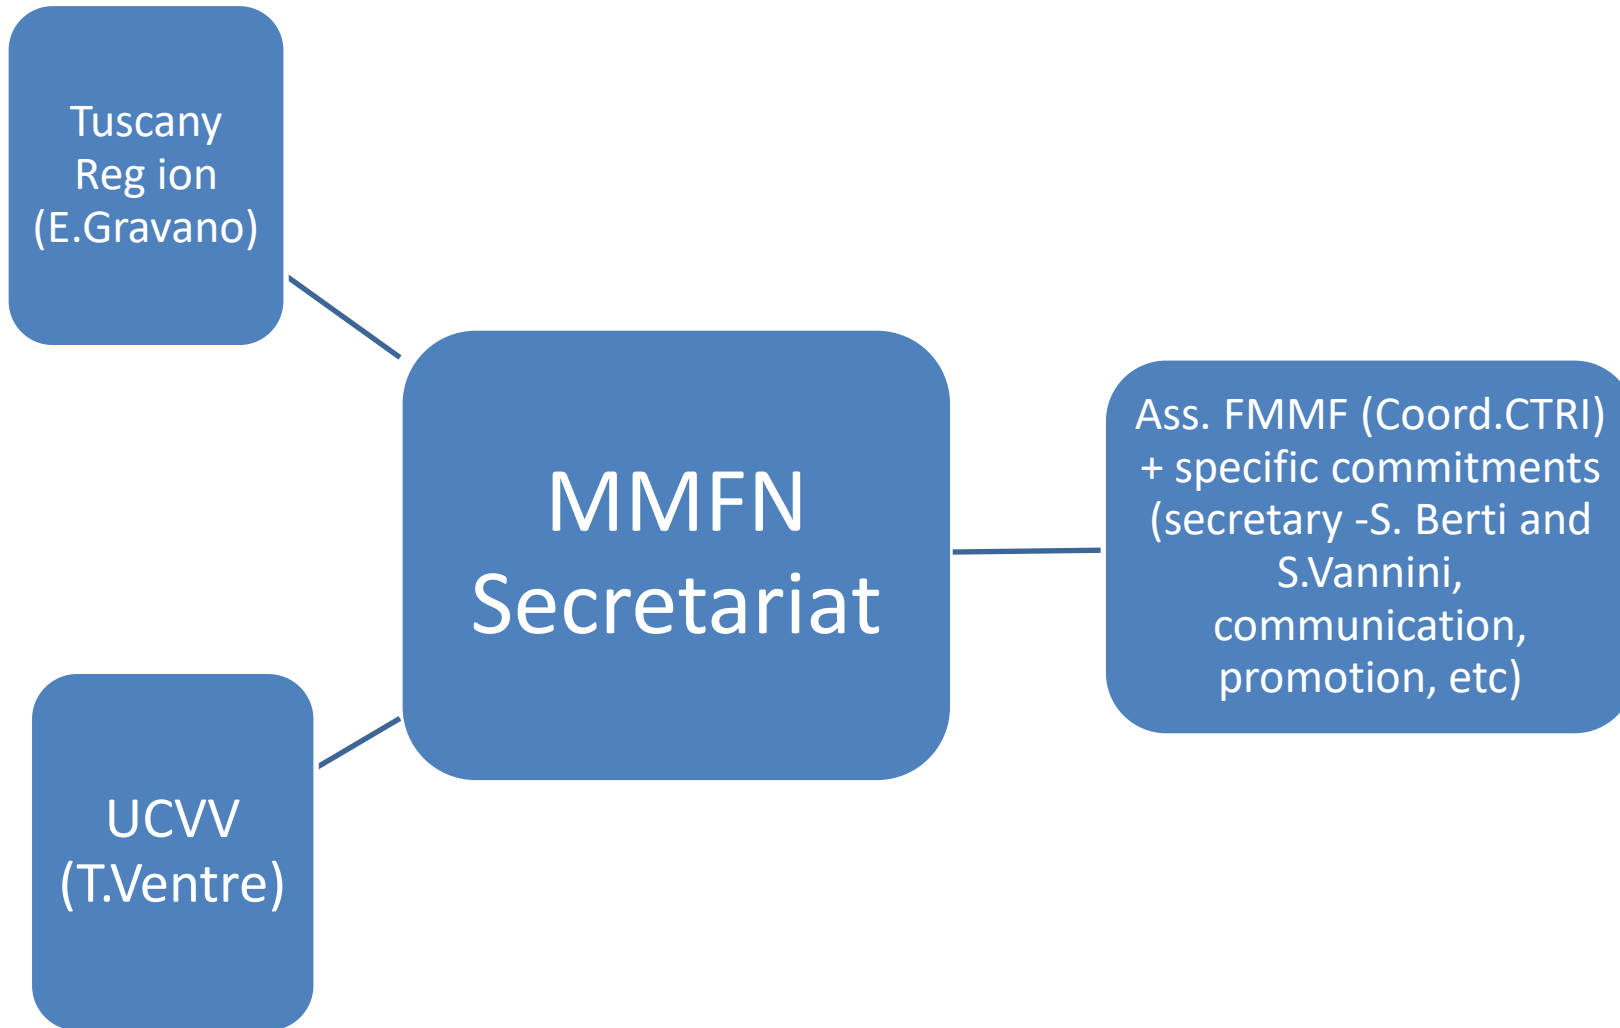 Tuscany
Reg ion
(E.Gravano)
MMFN
Secretariat
Ass. FMMF (Coord.CTRI)
+ specific commitments
(secretary -S. Berti and
S.Vannini,
communication,
promotion, etc)
UCVV
(T.Ventre)